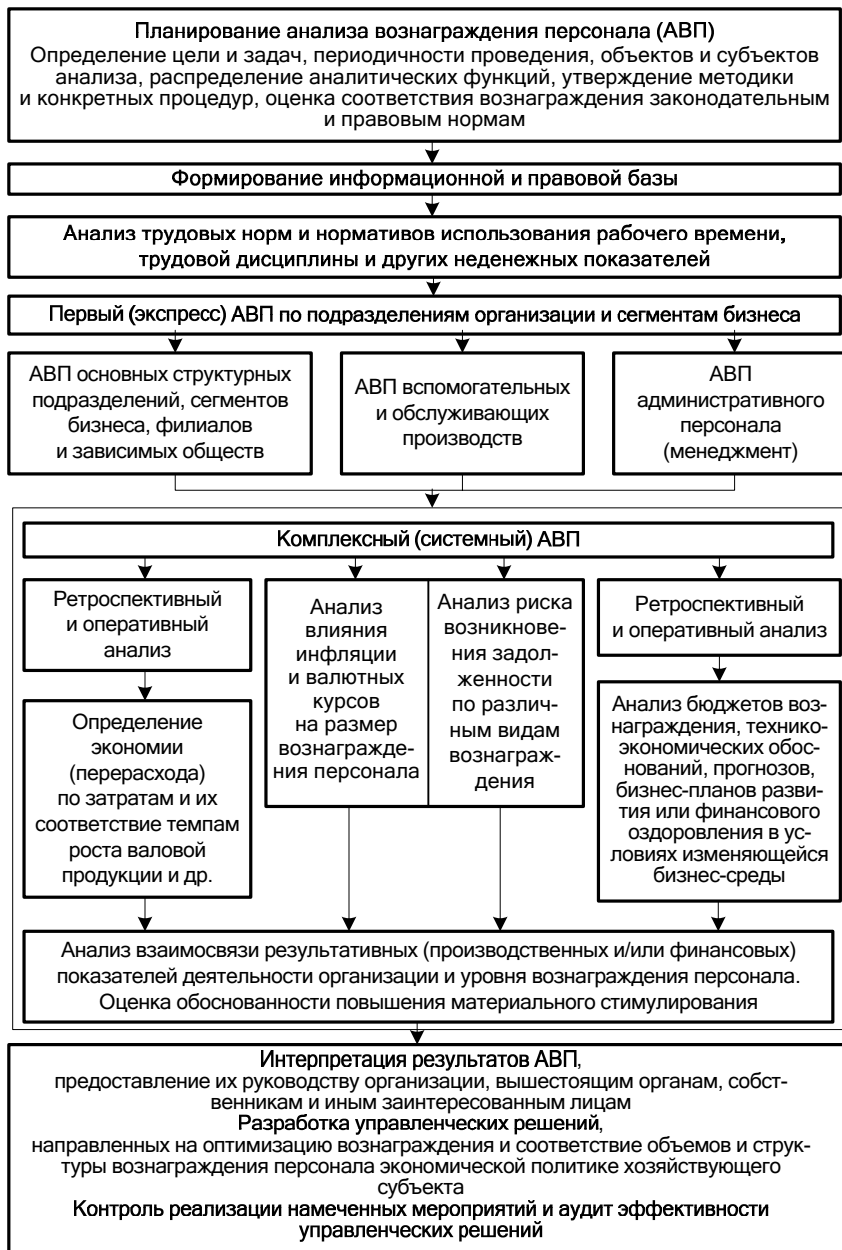 Планирование анализа вознаграждения персонала (АВП)
Определение цели и задач, периодичности проведения, объектов и субъектов
анализа, распределение аналитических функций, утверждение методики
и конкретных процедур, оценка соответствия вознаграждения законодательным
и правовым нормам
Формирование информационной и правовой базы
Анализ трудовых норм и нормативов использования рабочего времени,
трудовой дисциплины и других неденежных показателей
Первый (экспресс) АВП по подразделениям организации и сегментам бизнеса
АВП основных структурных
подразделений, сегментов
бизнеса, филиалов
и зависимых обществ
АВП вспомогательных
и обслуживающих
производств
АВП
административного
персонала
(менеджмент)
Комплексный (системный) АВП
Ретроспективный
и оперативный
анализ
Определение
экономии
(перерасхода)
по затратам и их
соответствие темпам
роста валовой
продукции и др.
Анализ
влияния
инфляции
и валютных
курсов
на размер
вознагражде-
ния персонала
Анализ риска
возникнове-
ния задол-
женности
по различ-
ным видам
вознаграж-
дения
Ретроспективный
и оперативный анализ
Анализ бюджетов воз-
награждения, технико-
экономических обос-
нований, прогнозов,
бизнес-планов разви-
тия или финансового
оздоровления в ус-
ловиях изменяющейся
бизнес-среды
Анализ взаимосвязи результативных (производственных и/или финансовых)
показателей деятельности организации и уровня вознаграждения персонала.
Оценка обоснованности повышения материального стимулирования
Интерпретация результатов АВП,
предоставление их руководству организации, вышестоящим органам, собст-
венникам и иным заинтересованным лицам
Разработка управленческих решений,
направленных на оптимизацию вознаграждения и соответствие объемов и струк-
туры вознаграждения персонала экономической политике хозяйствующего
субъекта
Контроль реализации намеченных мероприятий и аудит эффективности
управленческих решений